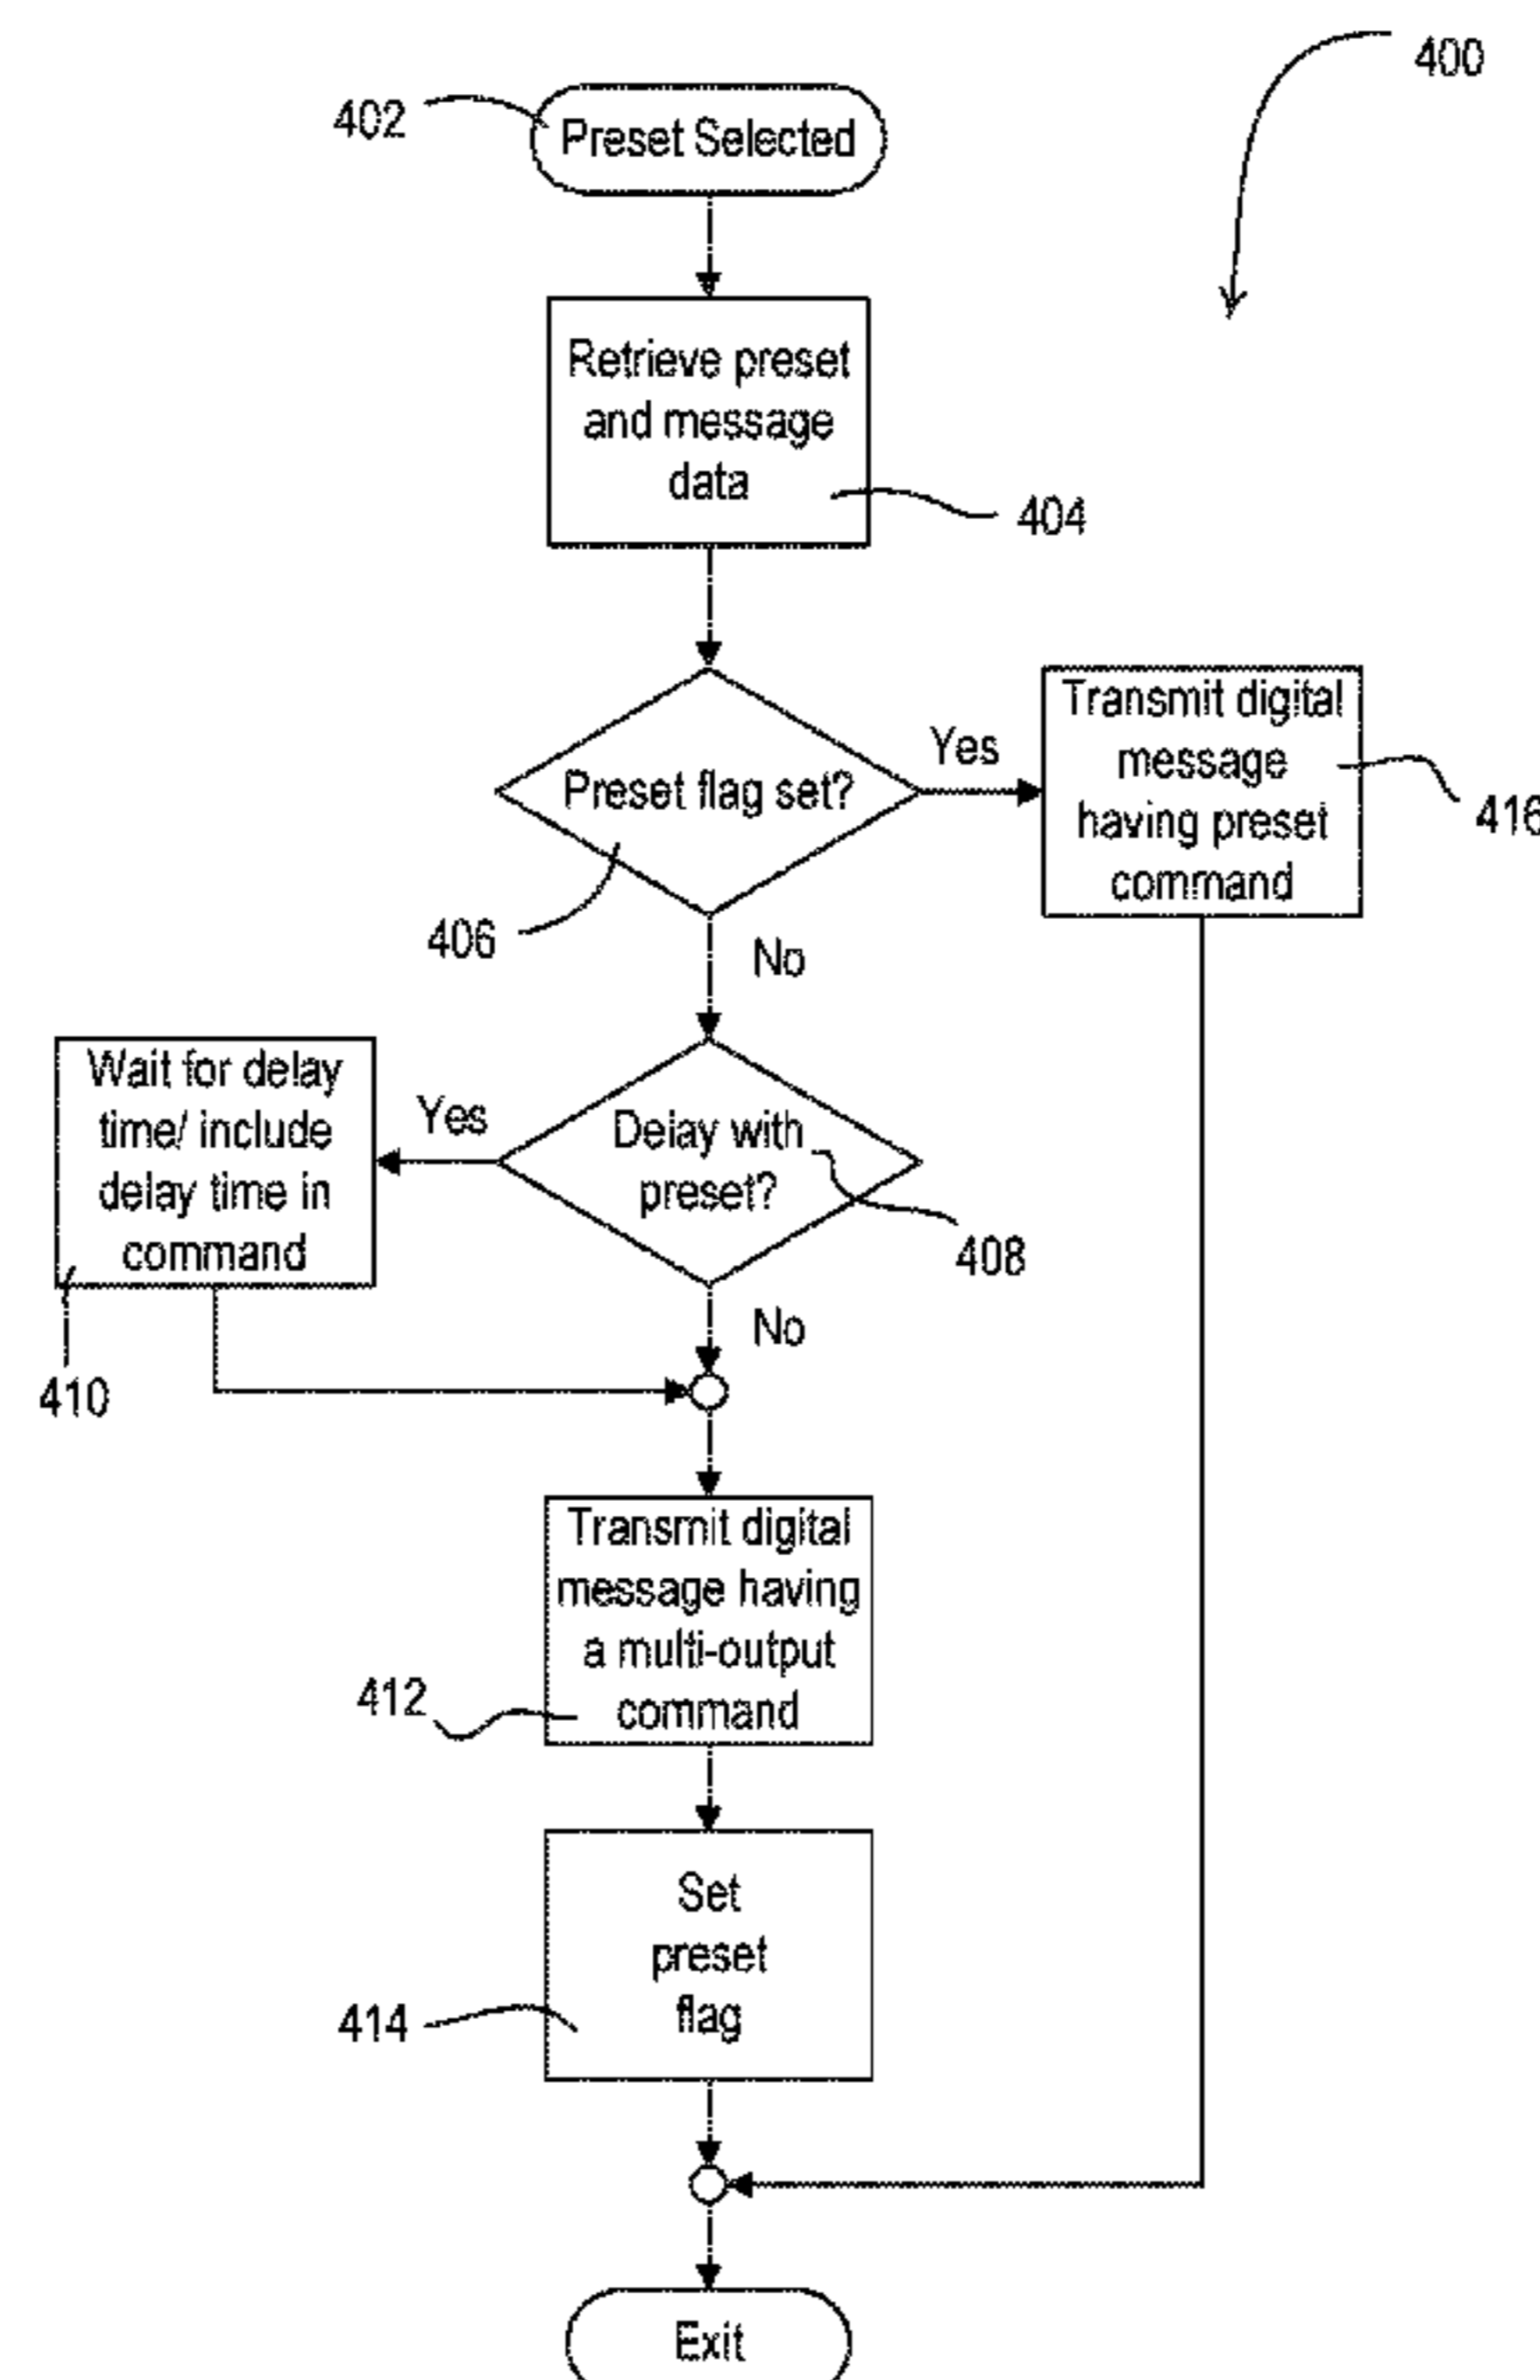 400
402
Preset Selected
Retrieve preset
and message
data
404
Preset flag set?
Yes
406
No
Transmit digital
message
having preset
command
416
Delay with
preset?
408
Yes
Wait for delay
time/ include
delay time in
command
410
No
Transmit digital
message having
a multi-output
command
412
Set
preset
flag
414
Exit